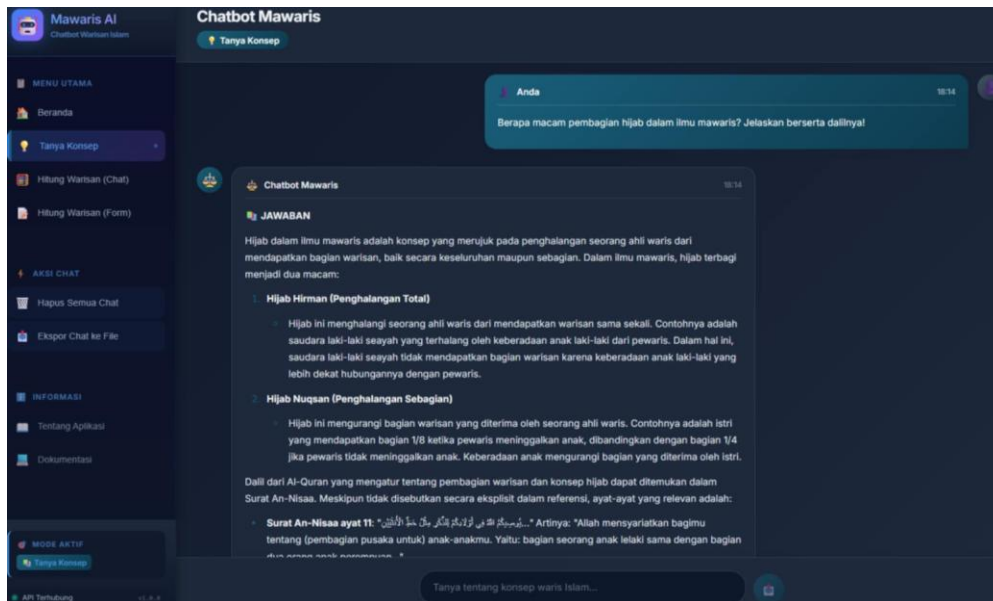 Mawaris AI
Chatbot Warisan Islam
MENU UTAMA
Beranda
Tanya Konsep
Hitung Warisan (Chat)
Hitung Warisan (Form)
AKSI CHAT
Hapus Semua Chat
Ekspor Chat ke File
INFORMASI
Tentang Aplikasi
Dokumentasi
MODE AKTIF
Tanya Konsep
API Terhubung
Chatbot Mawaris
Tanya Konsep
Anda 18:14
Berapa macam pembagian hijab dalam ilmu mawaris? Jelaskan berserta dalilnya!
Chatbot Mawaris 18:14
JAWABAN
Hijab dalam ilmu mawaris adalah konsep yang merujuk pada penghalangan seorang ahli waris dari
mendapatkan bagian warisan, baik secara keseluruhan maupun sebagian. Dalam ilmu mawaris, hijab terbagi
menjadi dua macam:
1. Hijab Hirman (Penghalangan Total)
Hijab ini menghalangi seorang ahli waris dari mendapatkan warisan sama sekali. Contohnya adalah
saudara laki-laki seayah yang terhalang oleh keberadaan anak laki-laki dari pewaris. Dalam hal ini,
saudara laki-laki seayah tidak mendapatkan bagian warisan karena keberadaan anak laki-laki yang
lebih dekat hubungannya dengan pewaris.
2. Hijab Nuqsan (Penghalangan Sebagian)
Hijab ini mengurangi bagian warisan yang diterima oleh seorang ahli waris. Contohnya adalah istri
yang mendapatkan bagian 1/8 ketika pewaris meninggalkan anak, dibandingkan dengan bagian 1/4
jika pewaris tidak meninggalkan anak. Keberadaan anak mengurangi bagian yang diterima oleh istri.
Dalil dari Al-Quran yang mengatur tentang pembagian warisan dan konsep hijab dapat ditemukan dalam
Surat An-Nisaa. Meskipun tidak disebutkan secara eksplisit dalam referensi, ayat-ayat yang relevan adalah:
Surat An-Nisaa ayat 11: "يُوصِيكُمُ اللَّهُ فِي أَوْلَادِكُمْ لِلذَّكَرِ مِثْلُ حَظِّ الْأُنثَيَيْنِ..." Artinya: "Allah mensyariatkan bagimu
tentang (pembagian pusaka untuk) anak-anakmu. Yaitu: bagian seorang anak lelaki sama dengan bagian
dua orang anak perempuan..."
Tanya tentang konsep waris Islam...